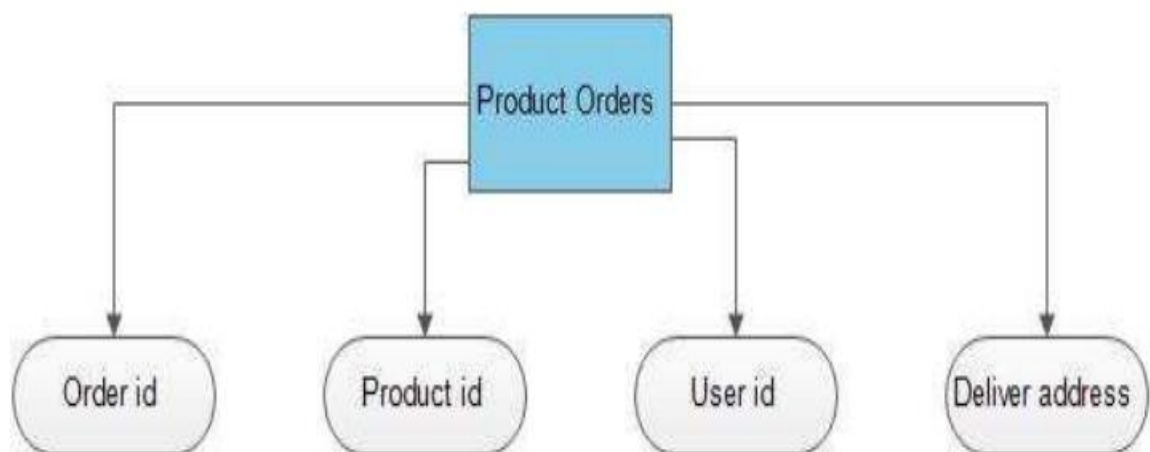 Product Orders
Order id
Product id
User id
Deliver address